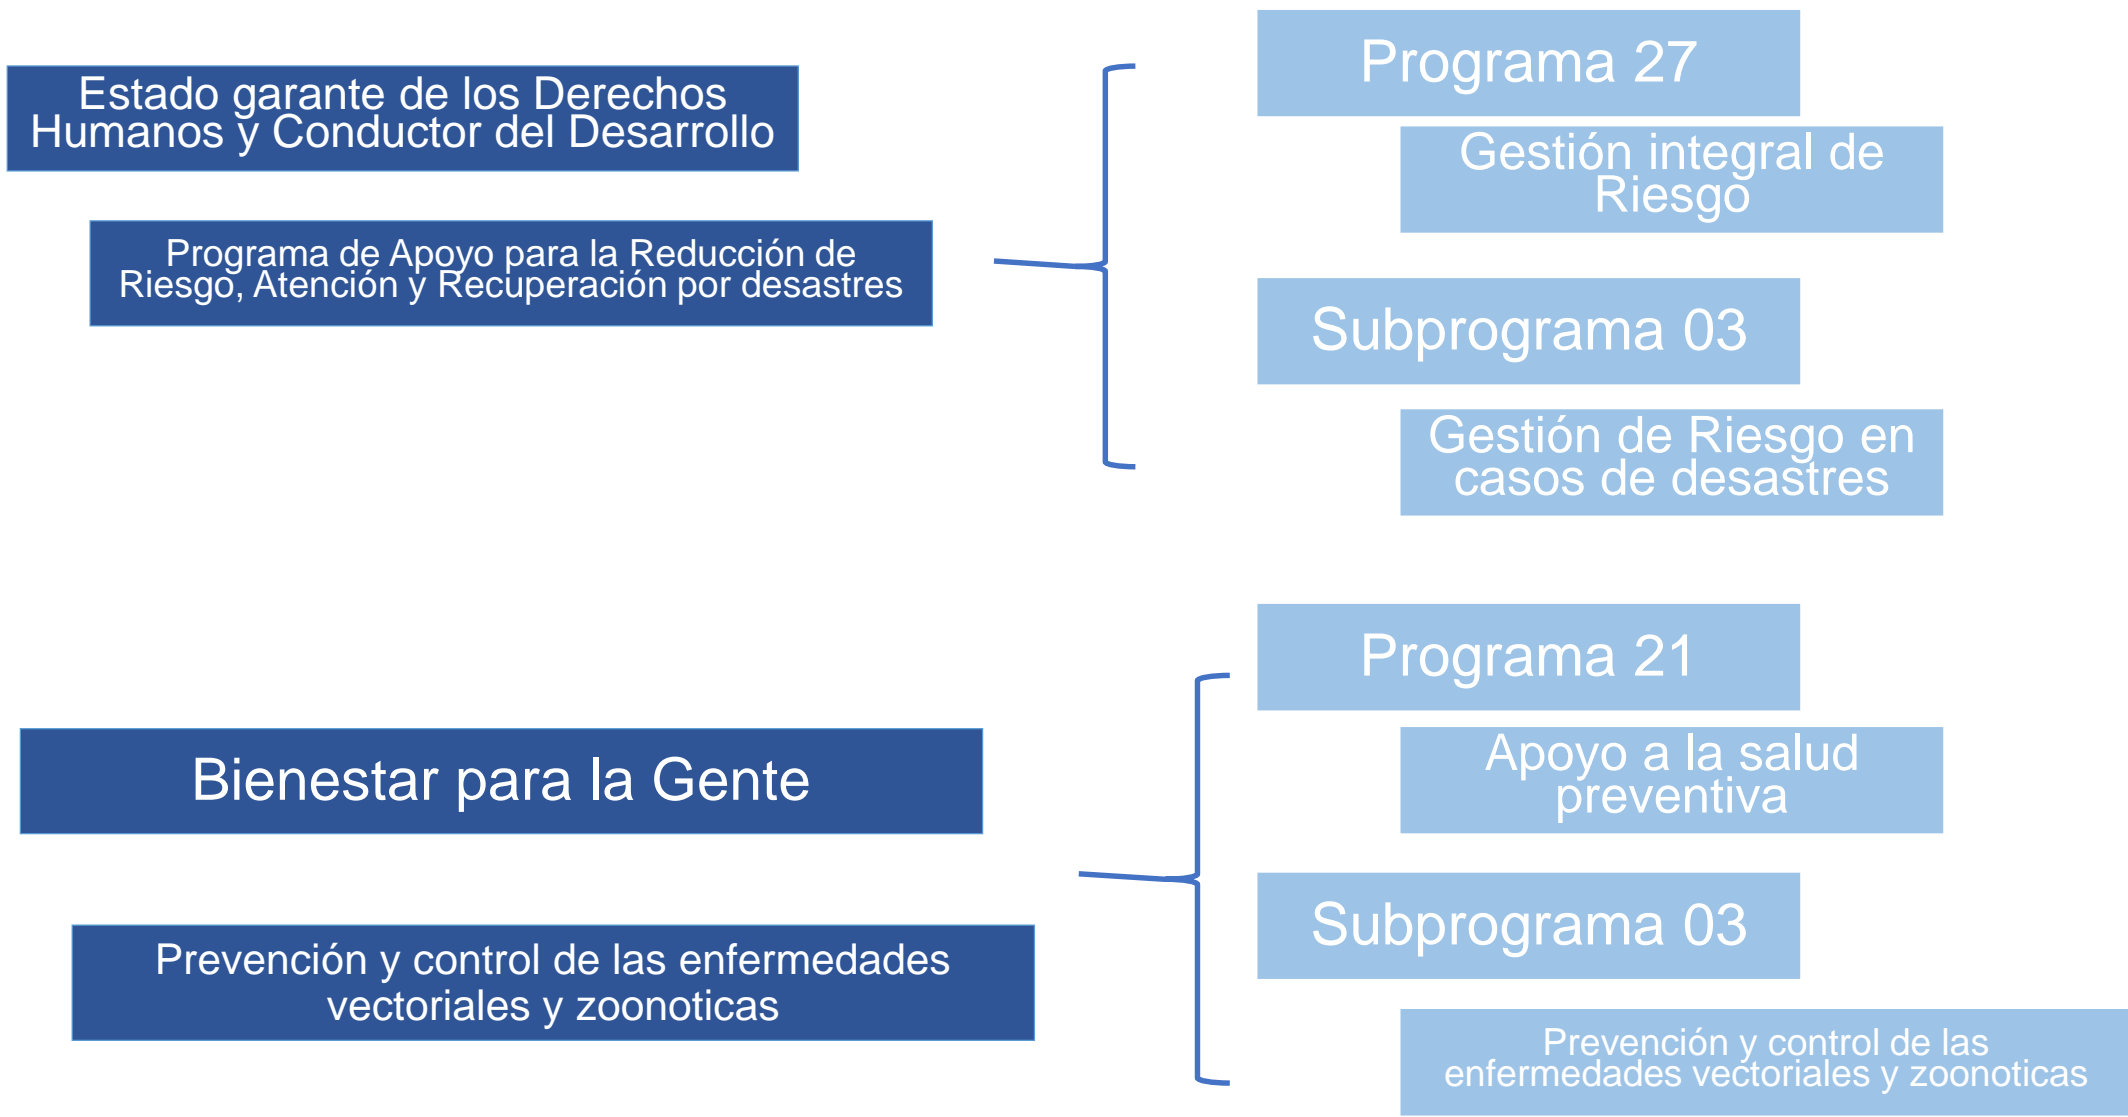 Estado garante de los Derechos
Humanos y Conductor del Desarrollo
Programa de Apoyo para la Reducción de
Riesgo, Atención y Recuperación por desastres
Programa 27
Gestión integral de
Riesgo
Subprograma 03
Gestión de Riesgo en
casos de desastres
Bienestar para la Gente
Prevención y control de las enfermedades
vectoriales y zoonoticas
Programa 21
Apoyo a la salud
preventiva
Subprograma 03
Prevención y control de las
enfermedades vectoriales y zoonoticas